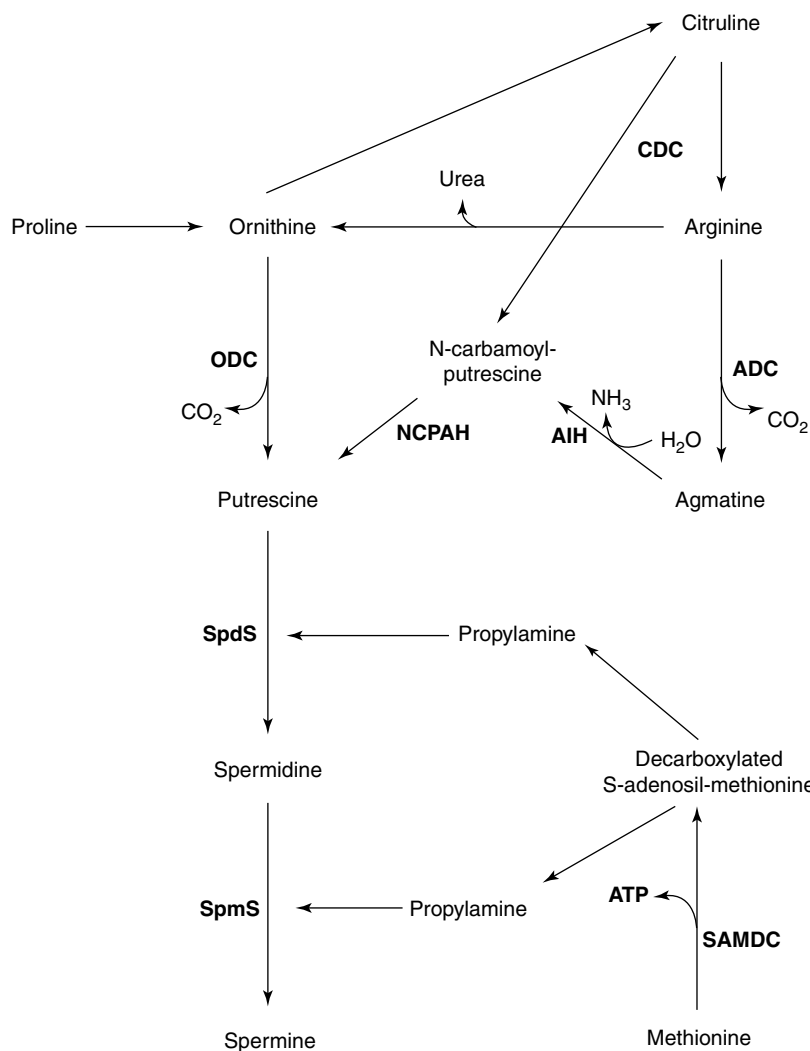 Citruline
CDC
Urea
Proline
Ornithine
Arginine
N-carbamoyl-
putrescine
ODC
ADC
CO2
NH3
CO2
NCPAH
AIH
H2O
Putrescine
Agmatine
SpdS
Propylamine
Spermidine
Decarboxylated
S-adenosil-methionine
ATP
SpmS
Propylamine
SAMDC
Spermine
Methionine